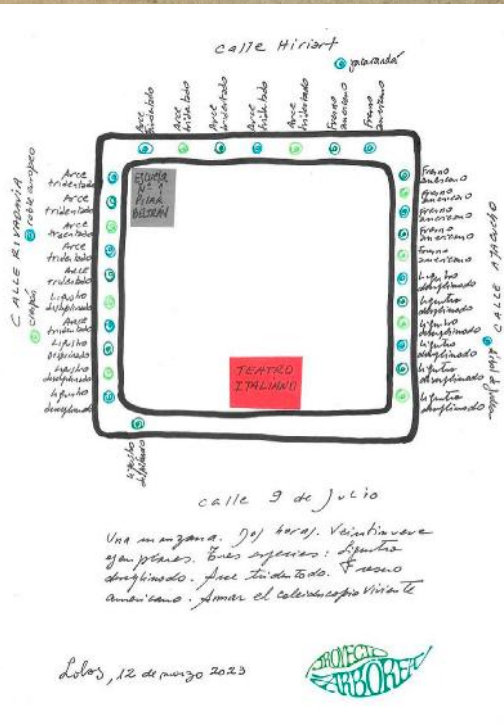 calle Hiriart
jacarandá
Arce
tridentado
Arce
tridentado
Arce
tridentado
Arce
tridentado
Arce
tridentado
Fresno
americano
Fresno
americano
CALLE RIVADAVIA
roble europeo
crespón
Arce
tridentado
Arce
tridentado
Arce
tridentado
Arce
tridentado
Arce
tridentado
Ligustro
disciplinado
Arce
tridentado
Ligustro
disciplinado
Ligustro
disciplinado
Ligustro
disciplinado
ESCUELA
Nº 1
PILAR
BELTRÁN
TEATRO
ITALIANO
Fresno
americano
Fresno
americano
Fresno
americano
Fresno
americano
Fresno
americano
Ligustro
disciplinado
Ligustro
disciplinado
Ligustro
disciplinado
Ligustro
disciplinado
Ligustro
disciplinado
Ligustro
disciplinado
CALLE AYACUCHO
Ligustro
disciplinado
calle 9 de Julio
Una manzana. Dos horas. Veintinueve
ejemplares. Tres especies: Ligustro
disciplinado. Arce tridentado. Fresno
americano. Amar el caleidoscopio viviente
Lobos, 12 de marzo 2023
PROYECTO
ARBOREA